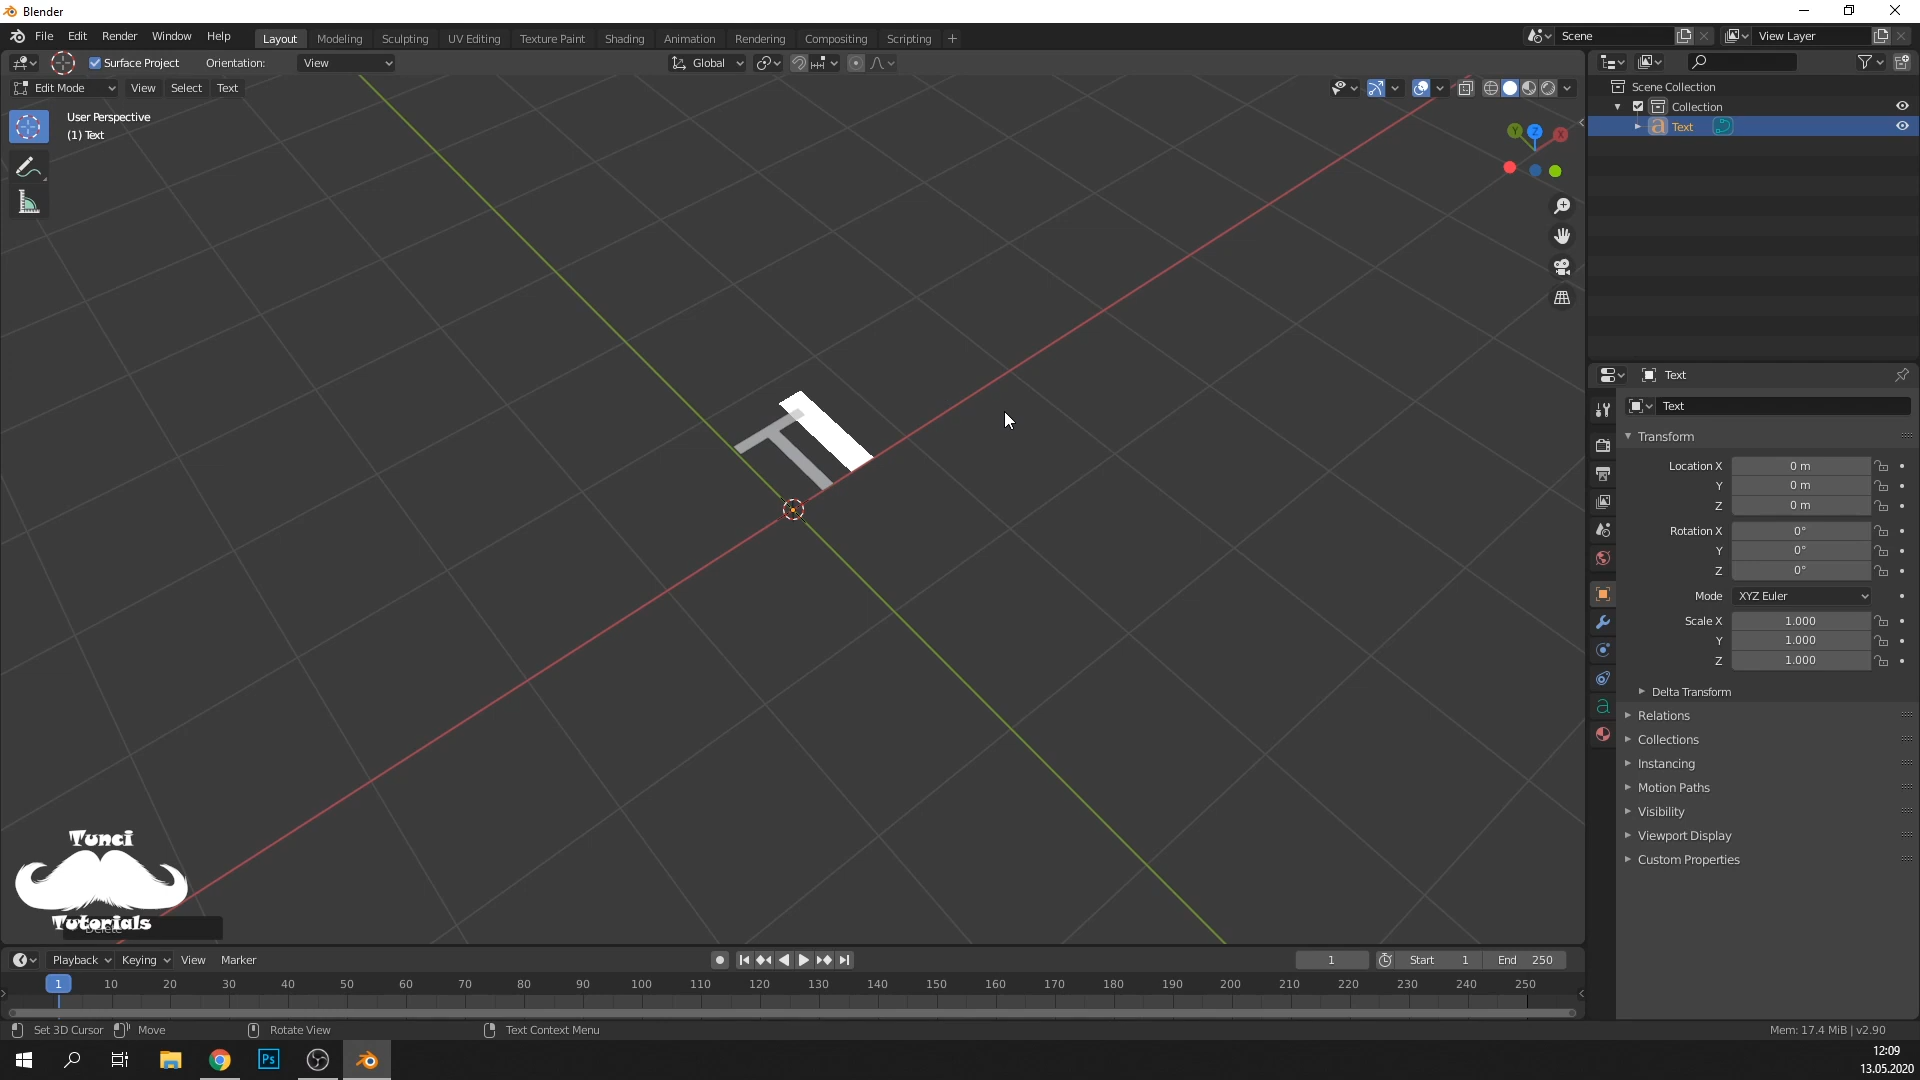 Blender
File Edit Render Window Help Layout Modeling Sculpting UV Editing Texture Paint Shading Animation Rendering Compositing Scripting + Scene View Layer
Surface Project Orientation: View Global
Edit Mode View Select Text
User Perspective
(1) Text
T
Y Z X
Scene Collection
Collection
Text
Text
Text
Transform
Location X 0 m
Y 0 m
Z 0 m
Rotation X 0°
Y 0°
Z 0°
Mode XYZ Euler
Scale X 1.000
Y 1.000
Z 1.000
Delta Transform
Relations
Collections
Instancing
Motion Paths
Visibility
Viewport Display
Custom Properties
Tunci
Tutorials
Delete
Playback Keying View Marker 1 Start 1 End 250
1 10 20 30 40 50 60 70 80 90 100 110 120 130 140 150 160 170 180 190 200 210 220 230 240 250
Set 3D Cursor Move Rotate View Text Context Menu Mem: 17.4 MiB | v2.90
Ps
12:09
13.05.2020